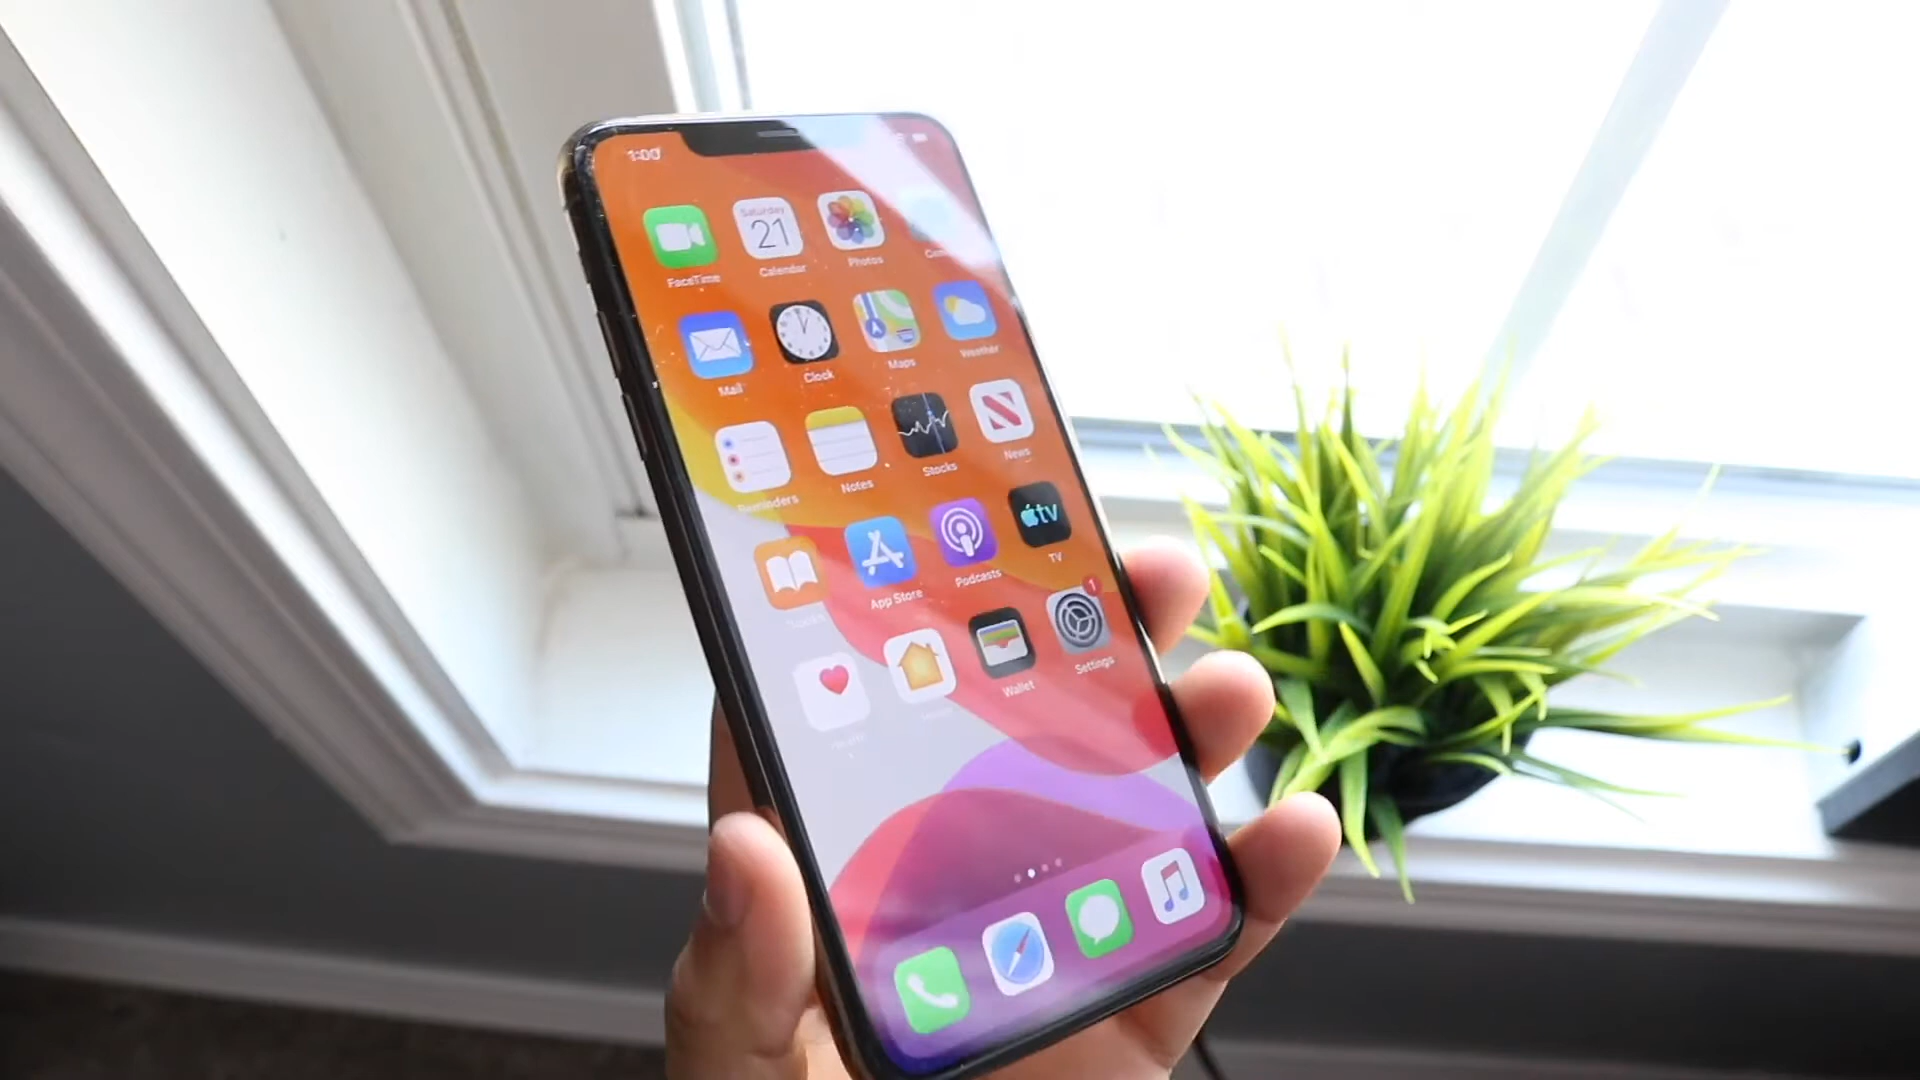 1:00
FaceTime
Saturday
21
Calendar
Photos
Mail
Clock
Maps
Weather
Reminders
Notes
Stocks
News
App Store
Podcasts
tv
TV
1
Wallet
Settings